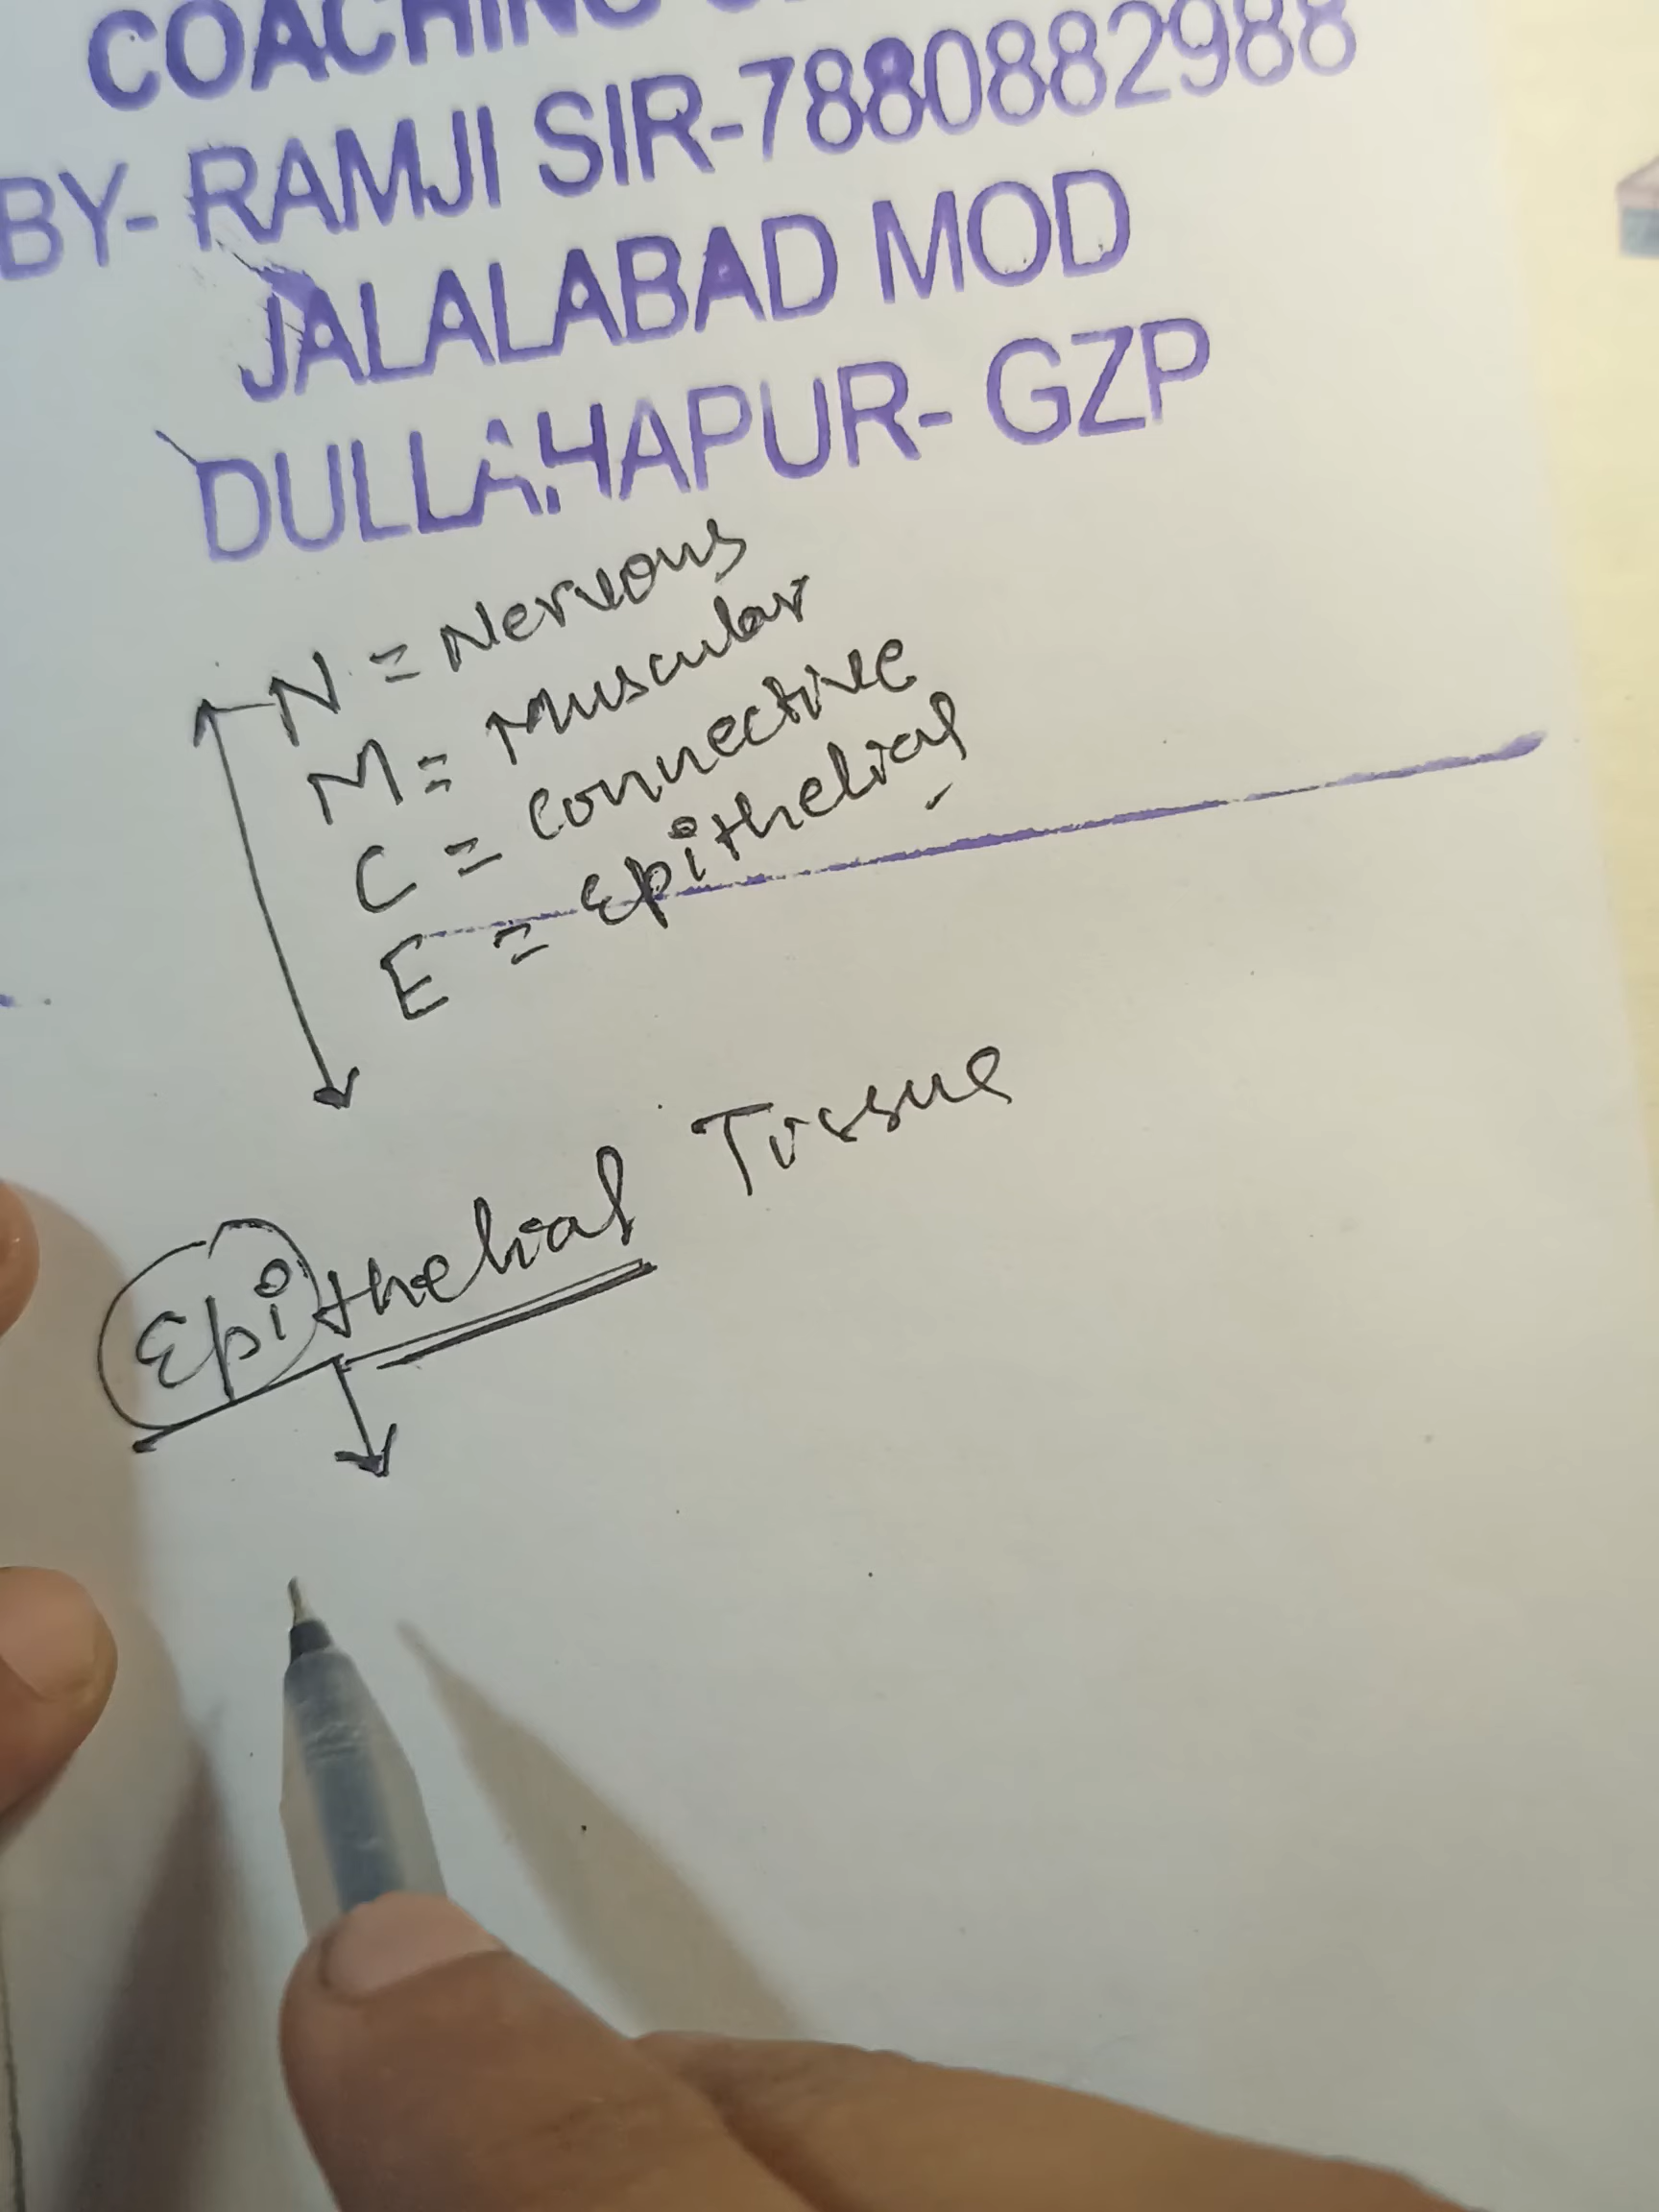 COACHING
BY- RAMJI SIR-7880882988
JALALABAD MOD
DULLAHAPUR- GZP
N = Nervous
M = Muscular
C = Connective
E = Epithelial
Epithelial Tissue